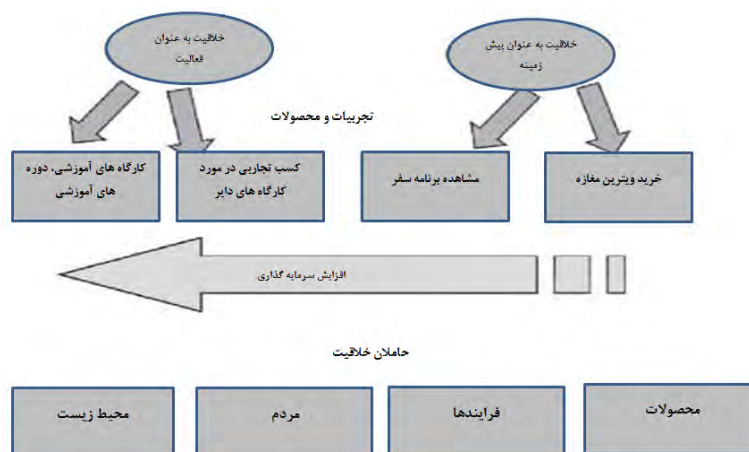 خلاقیت به عنوان پیش
زمینه
خلاقیت به عنوان
فعالیت
تجربیات و محصولات
خرید ویترین مغازه
مشاهده برنامه سفر
کسب تجاربی در مورد
کارگاه های دایر
کارگاه های آموزشی، دوره
های آموزشی
افزایش سرمایه گذاری
حاملان خلاقیت
محصولات
فرایندها
مردم
محیط زیست